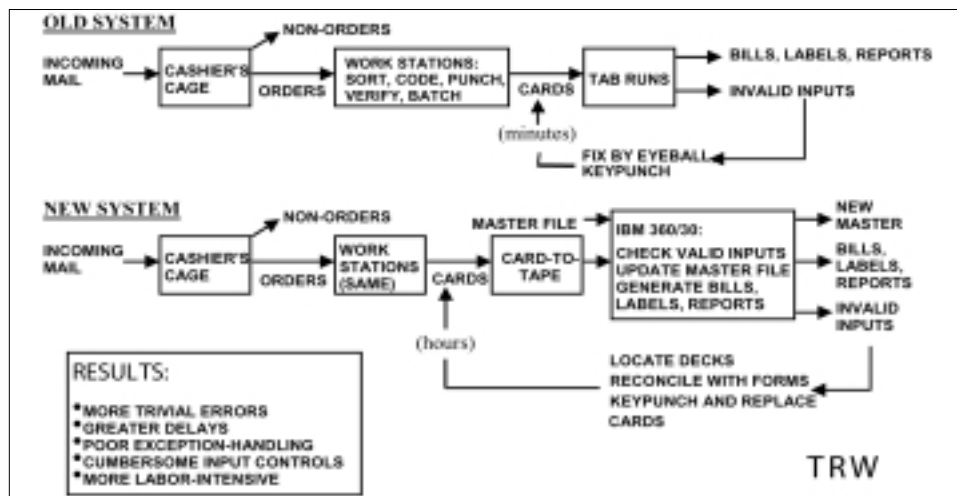 OLD SYSTEM
INCOMING
MAIL
CASHIER'S
CAGE
NON-ORDERS
ORDERS
WORK STATIONS:
SORT, CODE, PUNCH,
VERIFY, BATCH
CARDS
TAB RUNS
BILLS, LABELS, REPORTS
INVALID INPUTS
(minutes)
FIX BY EYEBALL
KEYPUNCH
NEW SYSTEM
INCOMING
MAIL
CASHIER'S
CAGE
NON-ORDERS
ORDERS
WORK
STATIONS
(SAME)
CARDS
MASTER FILE
CARD-TO-
TAPE
IBM 360/30:
CHECK VALID INPUTS
UPDATE MASTER FILE
GENERATE BILLS,
LABELS, REPORTS
NEW
MASTER
BILLS,
LABELS,
REPORTS
INVALID
INPUTS
(hours)
LOCATE DECKS
RECONCILE WITH FORMS
KEYPUNCH AND REPLACE
CARDS
RESULTS:
•MORE TRIVIAL ERRORS
•GREATER DELAYS
•POOR EXCEPTION-HANDLING
•CUMBERSOME INPUT CONTROLS
•MORE LABOR-INTENSIVE
TRW